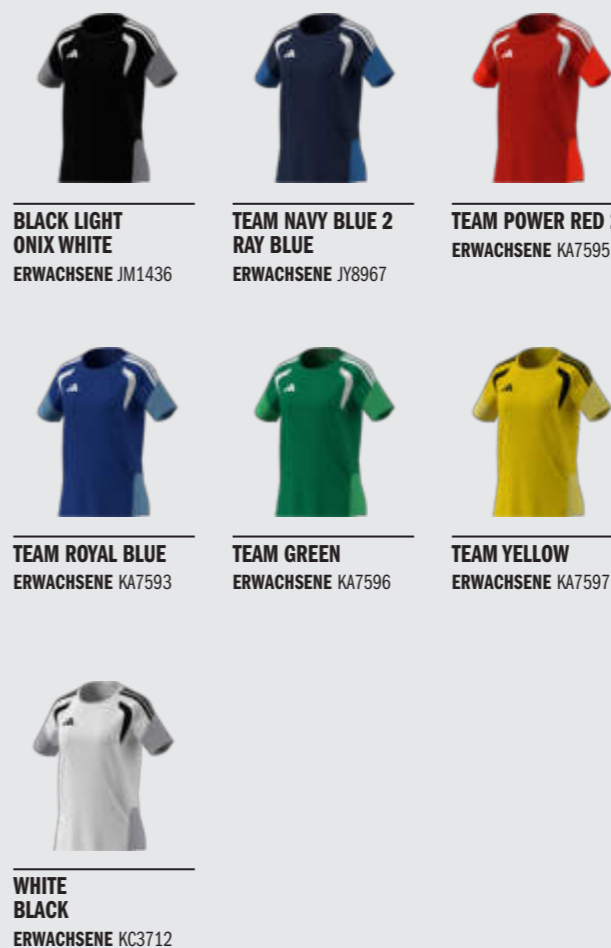 BLACK LIGHT
ONIX WHITE
ERWACHSENE JM1436
TEAM NAVY BLUE 2
RAY BLUE
ERWACHSENE JY8967
TEAM POWER RED
ERWACHSENE KA7595
TEAM ROYAL BLUE
ERWACHSENE KA7593
TEAM GREEN
ERWACHSENE KA7596
TEAM YELLOW
ERWACHSENE KA7597
WHITE
BLACK
ERWACHSENE KC3712